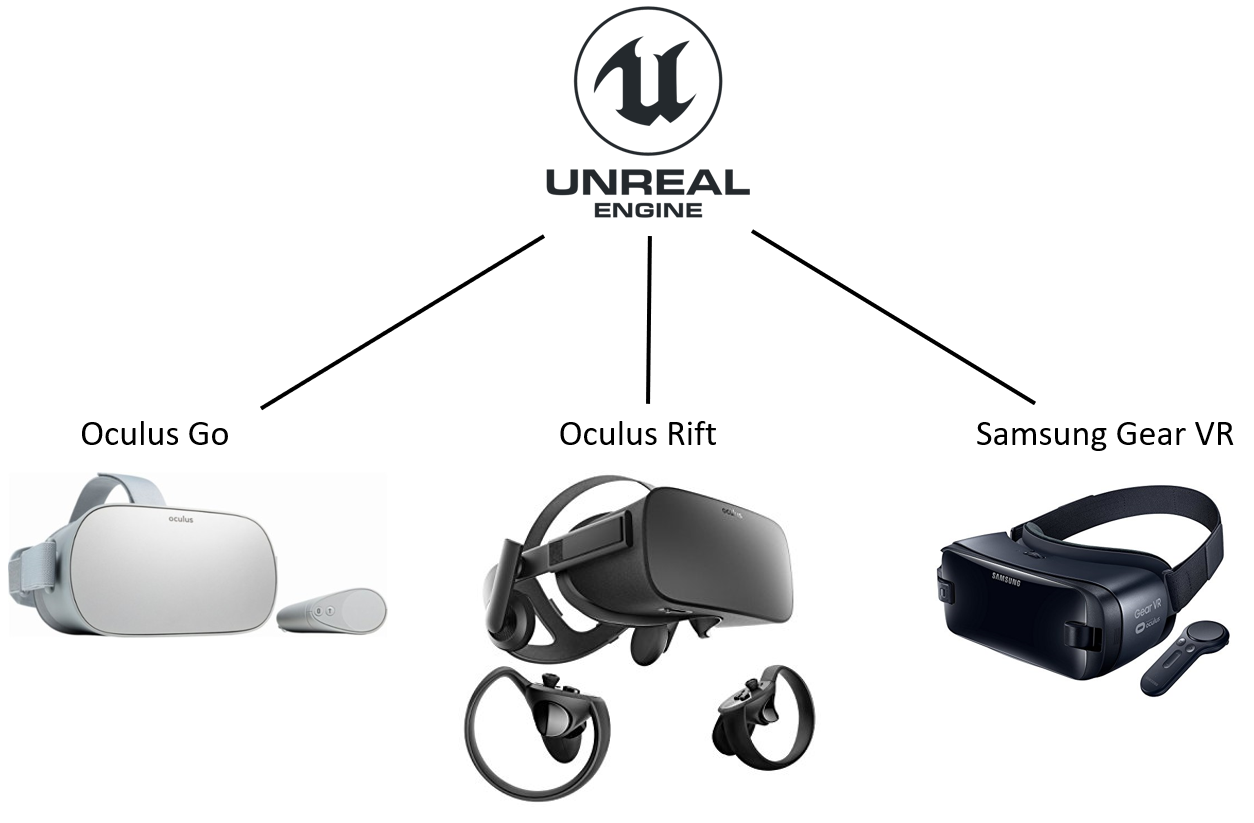 UNREAL
ENGINE
Oculus Go
Oculus Rift
Samsung Gear VR
oculus
oculus
SAMSUNG
Gear VR
oculus